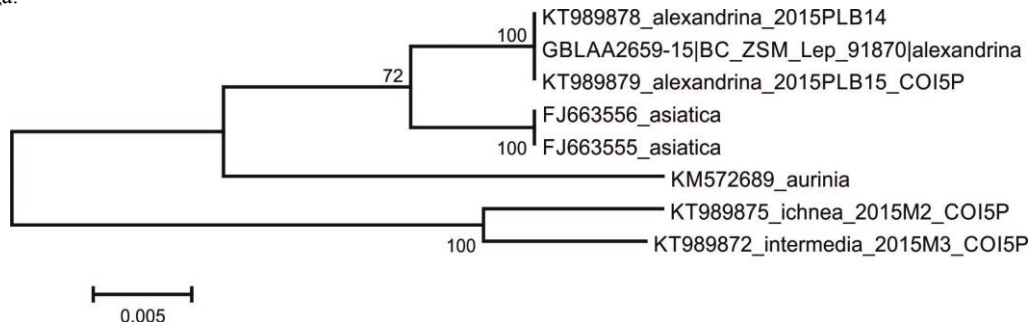 a.
KT989878_alexandrina_2015PLB14
100
GBLAA2659-15|BC_ZSM_Lep_91870|alexandrina
72
KT989879_alexandrina_2015PLB15_COI5P
FJ663556_asiatica
100
FJ663555_asiatica
KM572689_aurinia
KT989875_ichnea_2015M2_COI5P
100
KT989872_intermedia_2015M3_COI5P
0.005